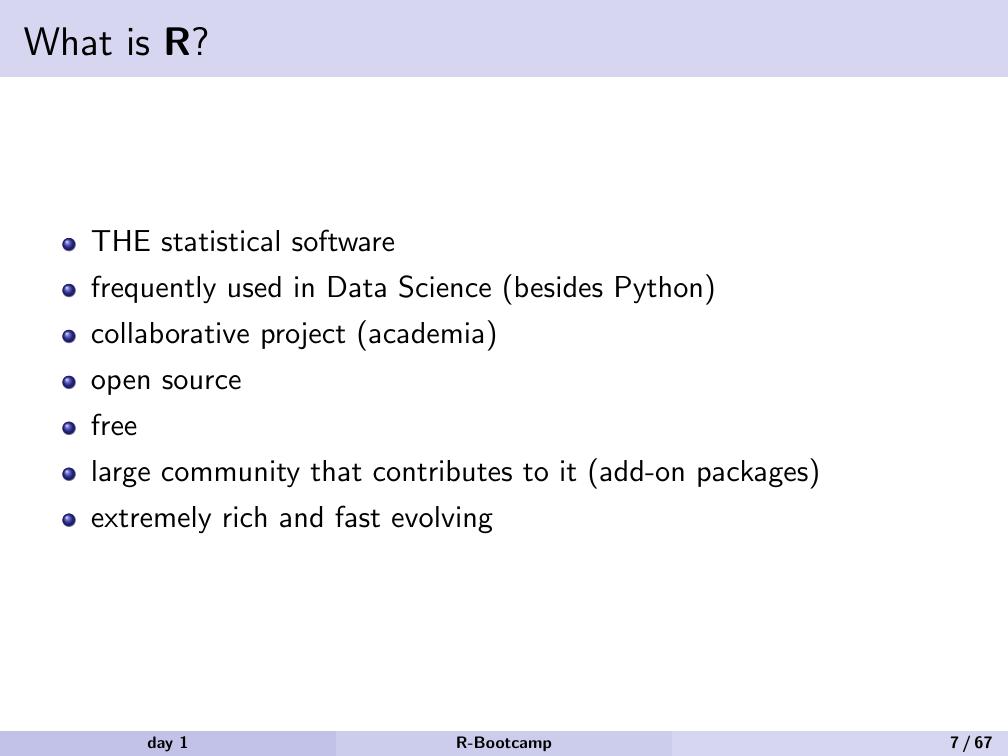 What is R?
THE statistical software
frequently used in Data Science (besides Python)
collaborative project (academia)
open source
free
large community that contributes to it (add-on packages)
extremely rich and fast evolving
day 1 R-Bootcamp 7 / 67